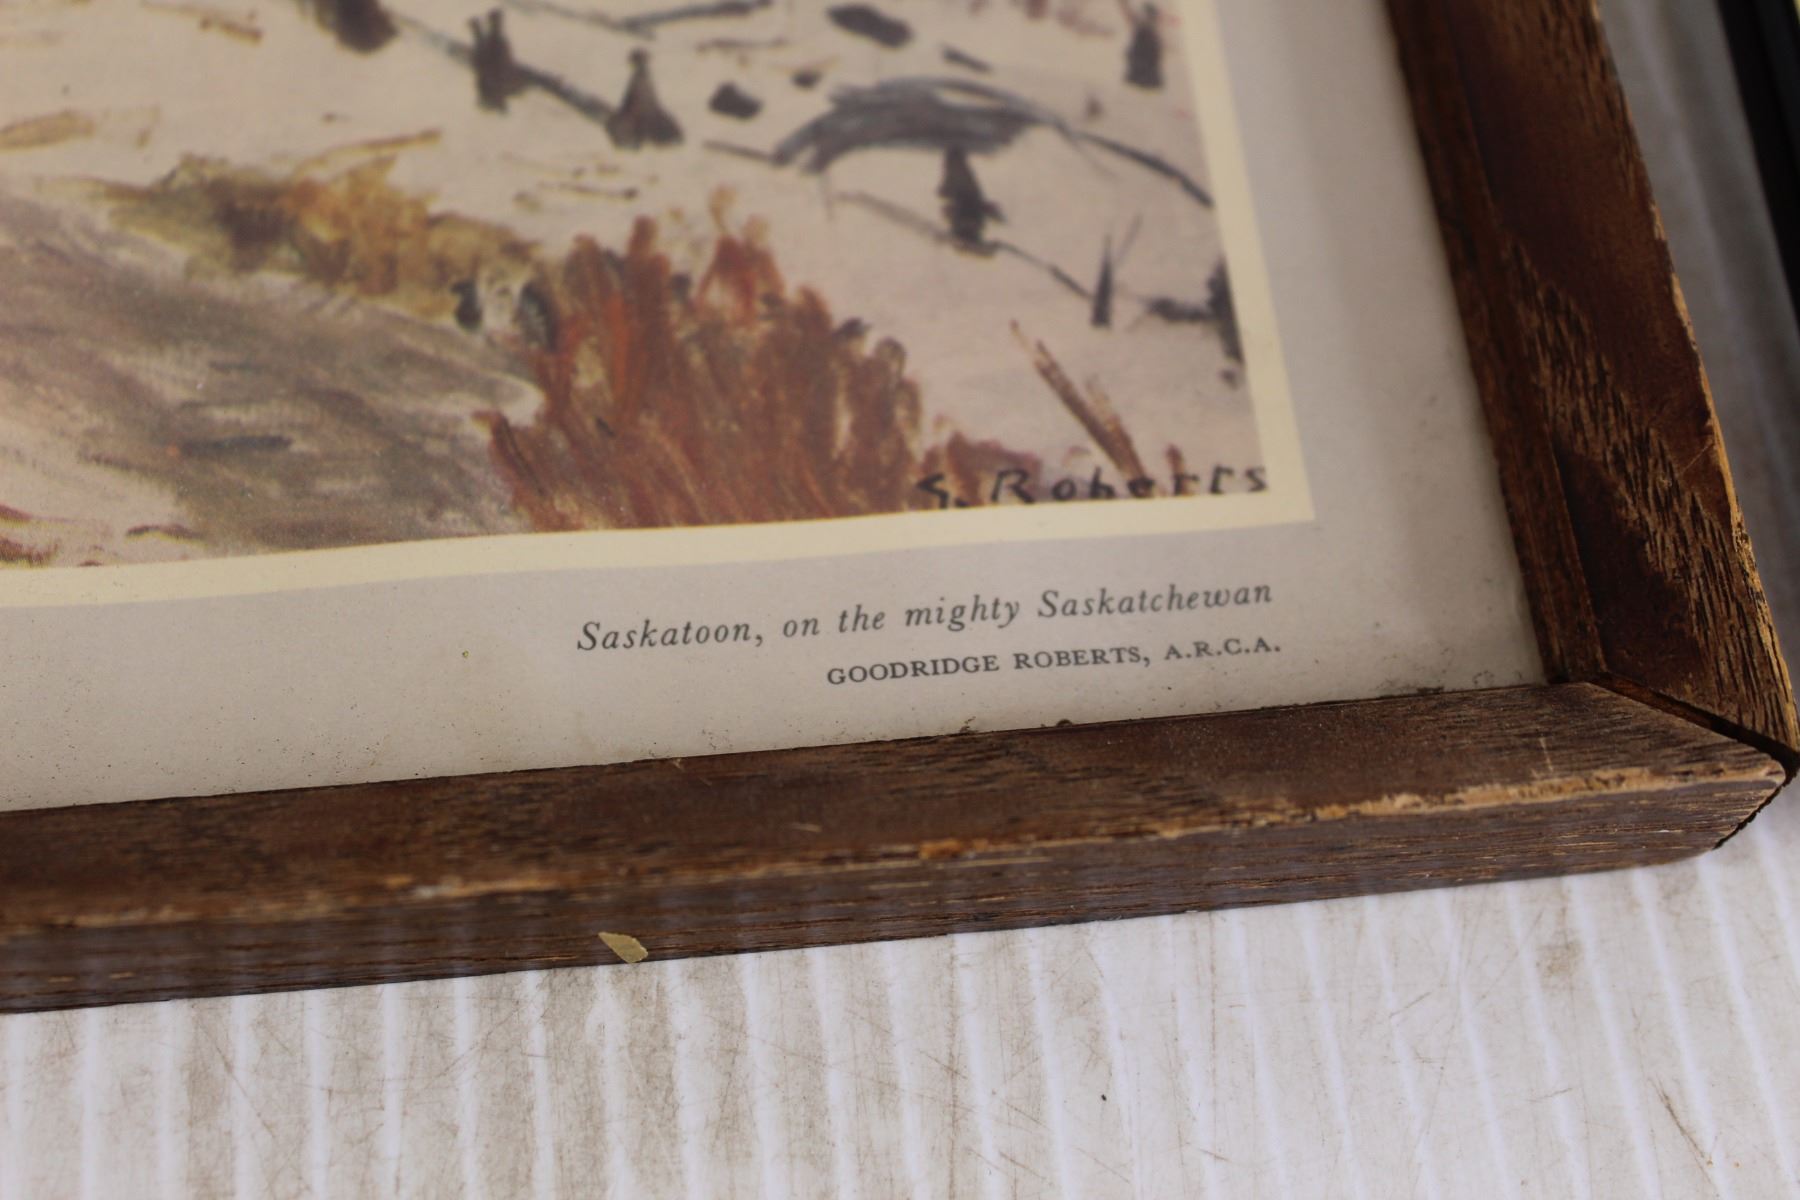 G. Roberts
Saskatoon, on the mighty Saskatchewan
GOODRIDGE ROBERTS, A.R.C.A.